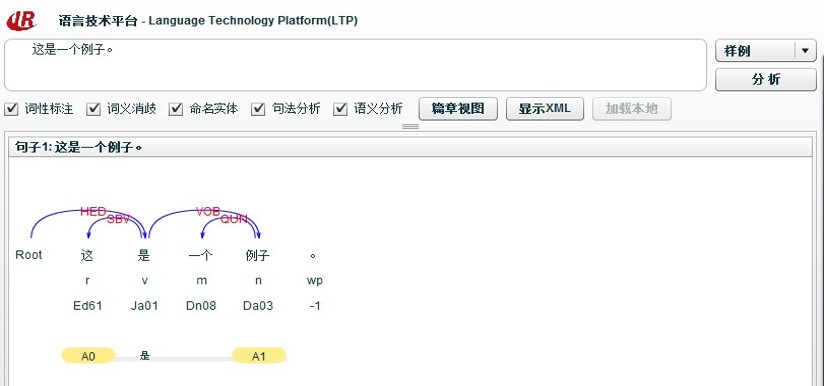 IR 语言技术平台 - Language Technology Platform(LTP)
这是一个例子。
样例
分 析
词性标注 词义消歧 命名实体 句法分析 语义分析 篇章视图 显示XML 加载本地
句子1: 这是一个例子。
HED SBV VOB QUN
Root 这 是 一个 例子 。
r v m n wp
Ed61 Ja01 Dn08 Da03 -1
A0 是 A1